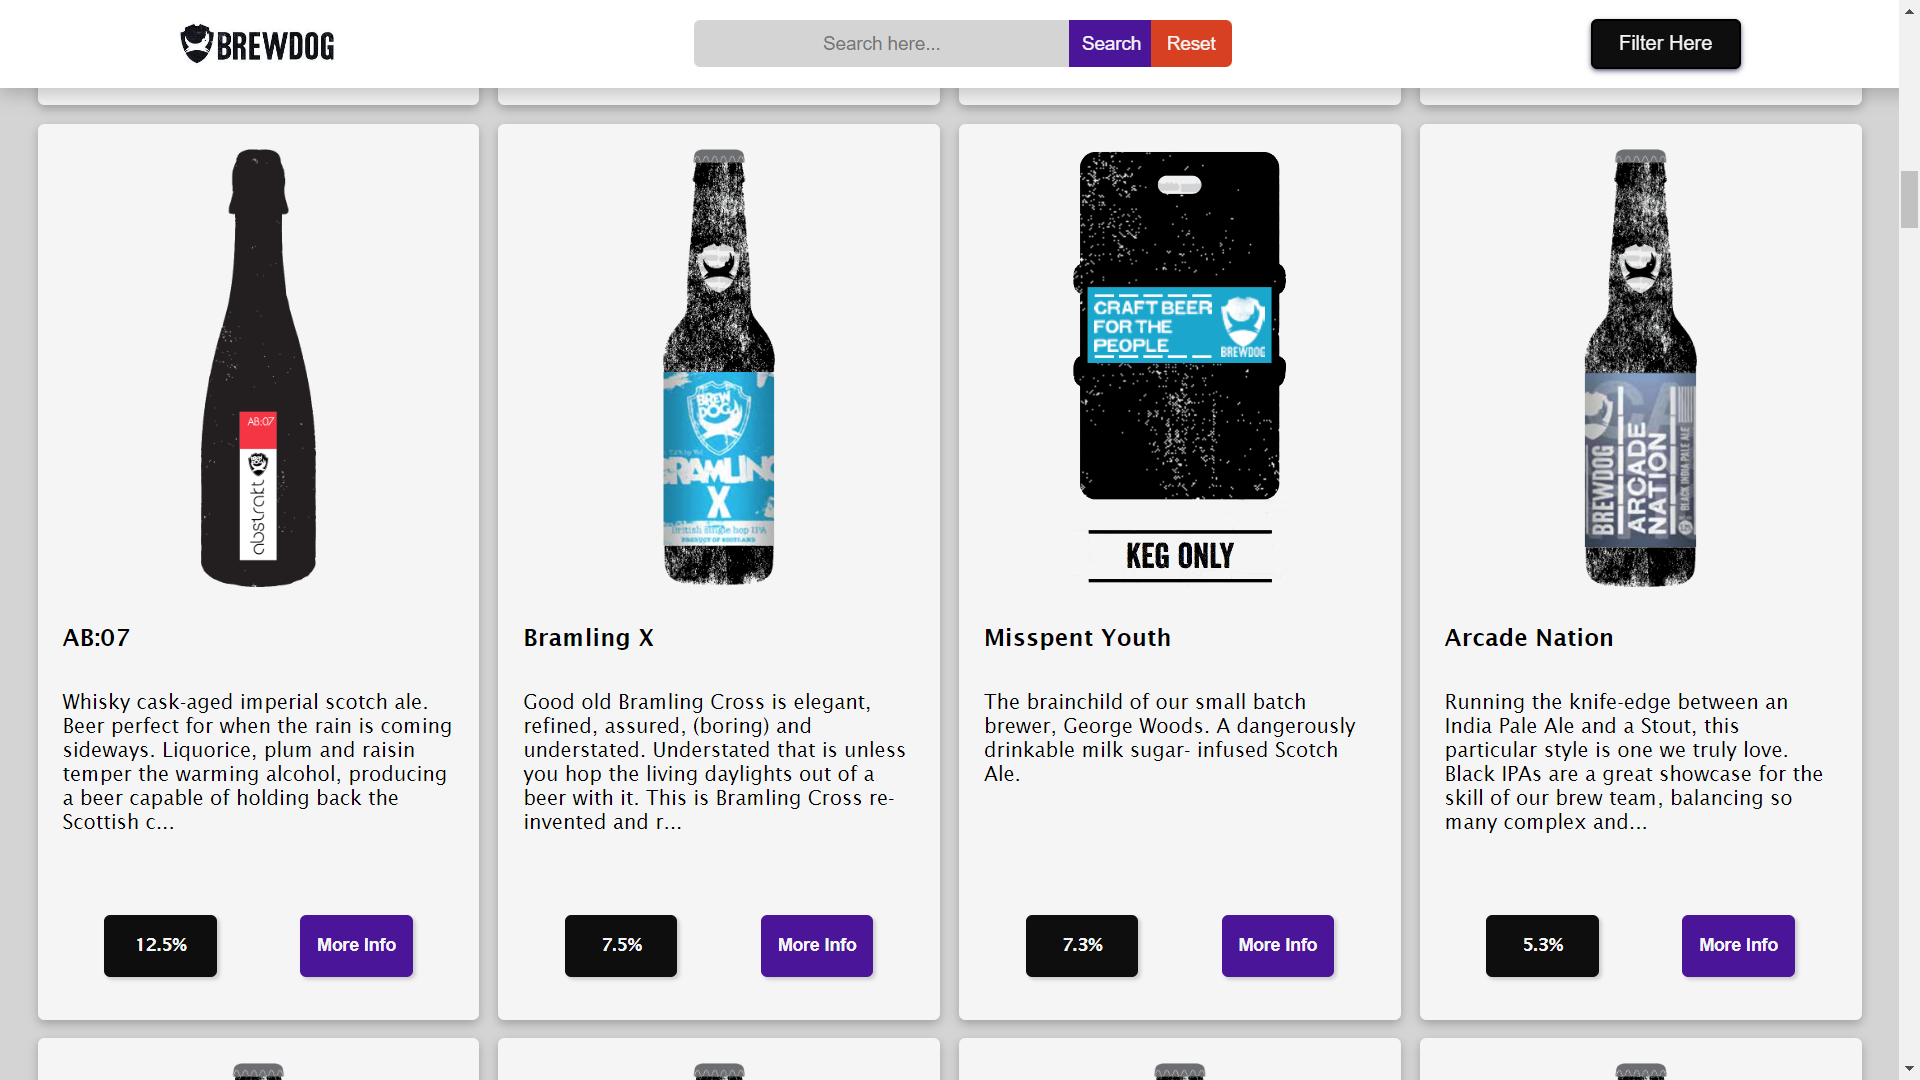 BREWDOG
Search here...
Search
Reset
Filter Here
AB:07
abstrakt
BREW
DOG
BRAMLING
X
British single hop IPA
PRODUCT OF SCOTLAND
CRAFT BEER
FOR THE
PEOPLE
BREWDOG
KEG ONLY
BREWDOG
ARCADE
NATION
BLACK INDIA PALE ALE
AB:07
Bramling X
Misspent Youth
Arcade Nation
Whisky cask-aged imperial scotch ale.
Beer perfect for when the rain is coming
sideways. Liquorice, plum and raisin
temper the warming alcohol, producing
a beer capable of holding back the
Scottish c...
Good old Bramling Cross is elegant,
refined, assured, (boring) and
understated. Understated that is unless
you hop the living daylights out of a
beer with it. This is Bramling Cross re-
invented and r...
The brainchild of our small batch
brewer, George Woods. A dangerously
drinkable milk sugar- infused Scotch
Ale.
Running the knife-edge between an
India Pale Ale and a Stout, this
particular style is one we truly love.
Black IPAs are a great showcase for the
skill of our brew team, balancing so
many complex and...
12.5%
More Info
7.5%
More Info
7.3%
More Info
5.3%
More Info